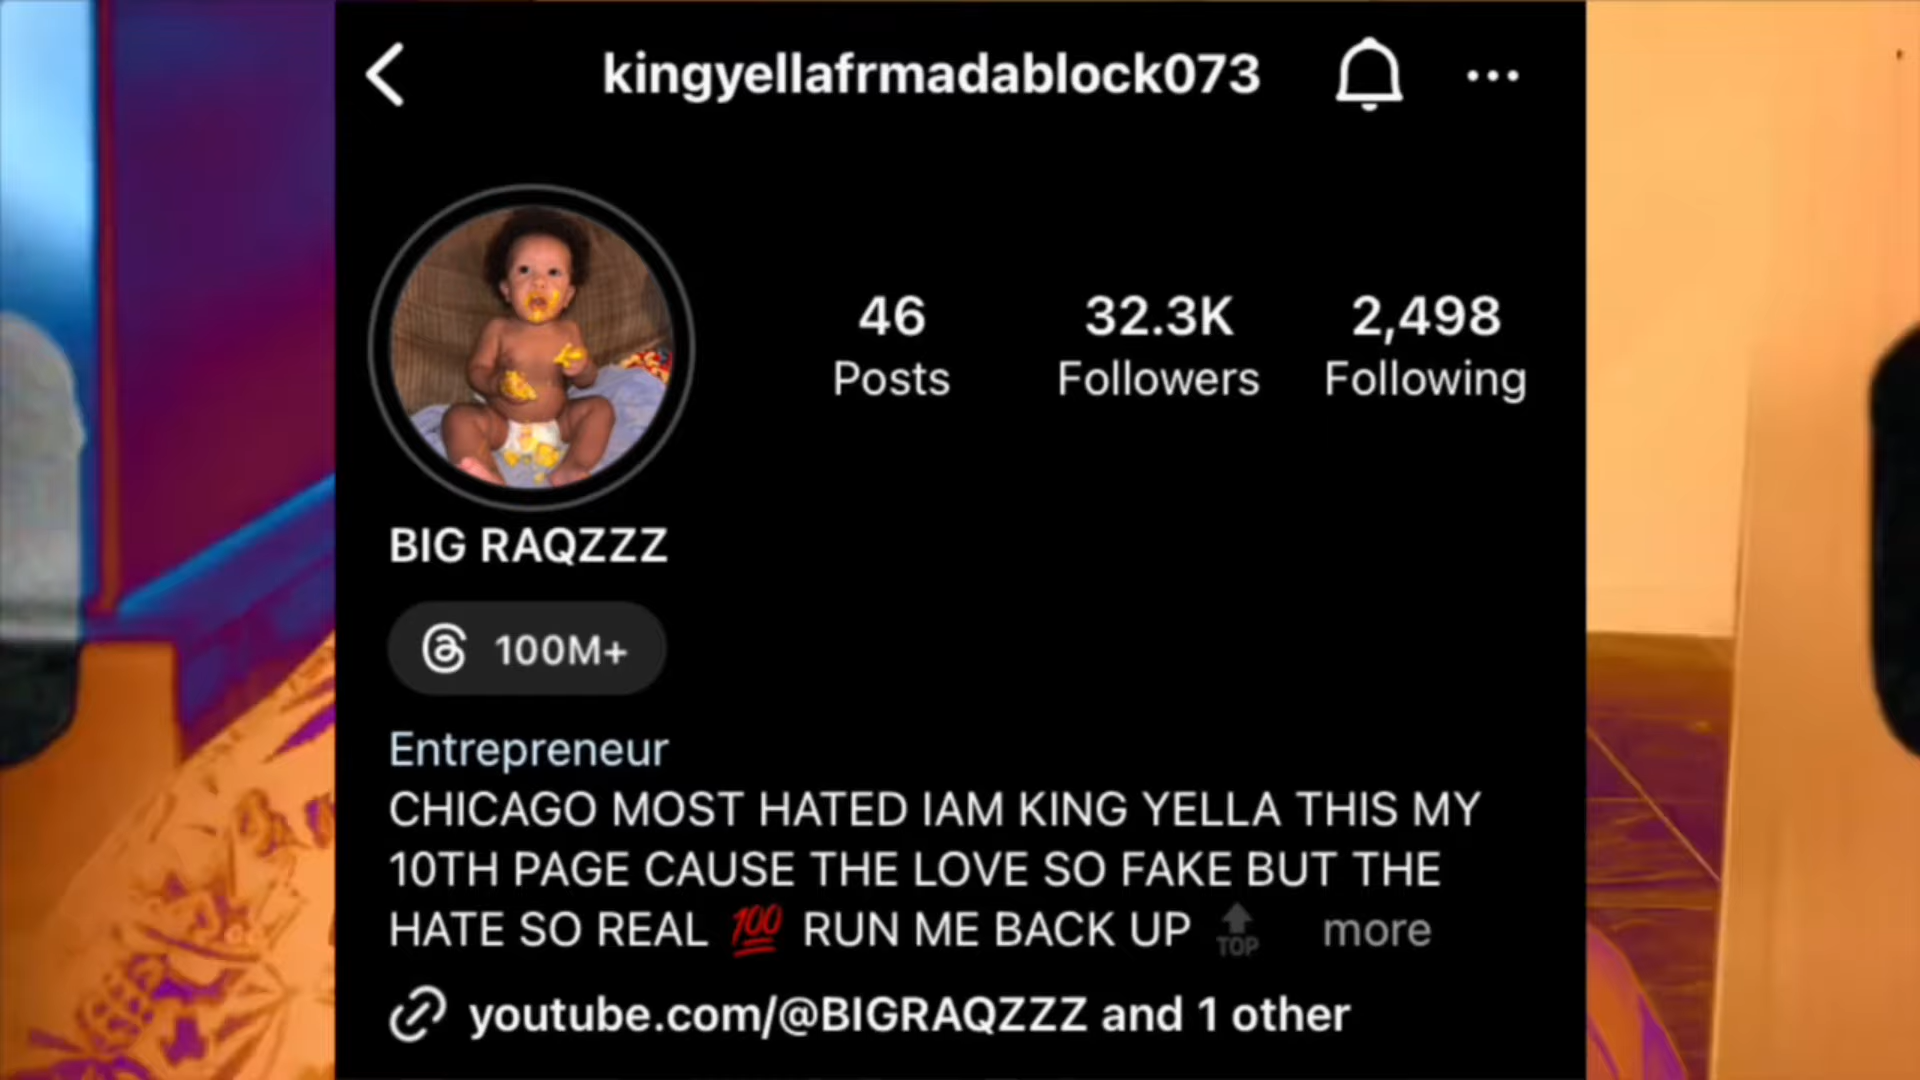 kingyellafrmadablock073
46 32.3K 2,498
Posts Followers Following
BIG RAQZZZ
100M+
Entrepreneur
CHICAGO MOST HATED IAM KING YELLA THIS MY
10TH PAGE CAUSE THE LOVE SO FAKE BUT THE
HATE SO REAL 💯 RUN ME BACK UP 🔝 more
youtube.com/@BIGRAQZZZ and 1 other